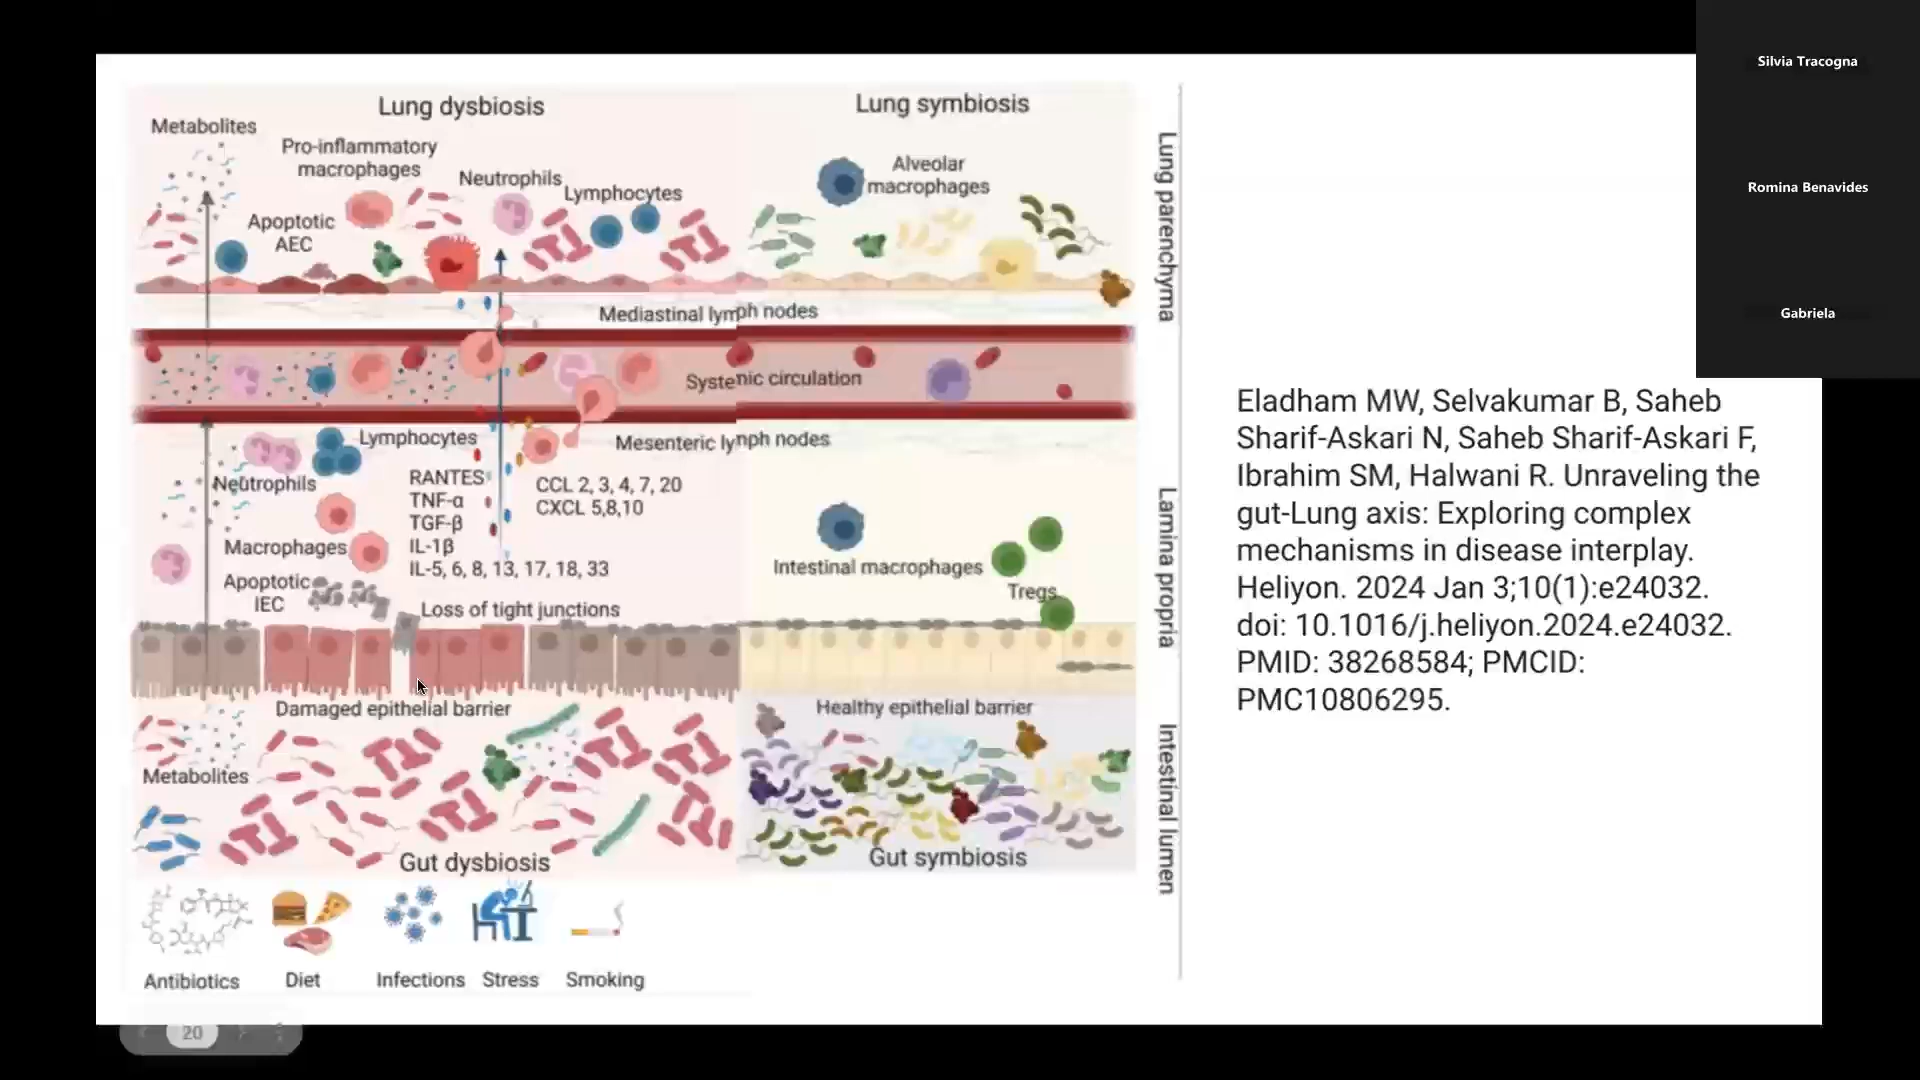 Lung dysbiosis
Lung symbiosis
Metabolites
Pro-inflammatory
macrophages
Neutrophils
Lymphocytes
Alveolar
macrophages
Apoptotic
AEC
Lung parenchyma
Mediastinal lymph nodes
Systemic circulation
Lymphocytes
Mesenteric lymph nodes
Neutrophils
RANTES
TNF-α
TGF-β
IL-1β
IL-5, 6, 8, 13, 17, 18, 33
CCL 2, 3, 4, 7, 20
CXCL 5,8,10
Macrophages
Apoptotic
IEC
Loss of tight junctions
Intestinal macrophages
Tregs
Lamina propria
Damaged epithelial barrier
Healthy epithelial barrier
Metabolites
Gut dysbiosis
Gut symbiosis
Intestinal lumen
Antibiotics
Diet
Infections
Stress
Smoking
Eladham MW, Selvakumar B, Saheb
Sharif-Askari N, Saheb Sharif-Askari F,
Ibrahim SM, Halwani R. Unraveling the
gut-Lung axis: Exploring complex
mechanisms in disease interplay.
Heliyon. 2024 Jan 3;10(1):e24032.
doi: 10.1016/j.heliyon.2024.e24032.
PMID: 38268584; PMCID:
PMC10806295.
Silvia Tracogna
Romina Benavides
Gabriela
20